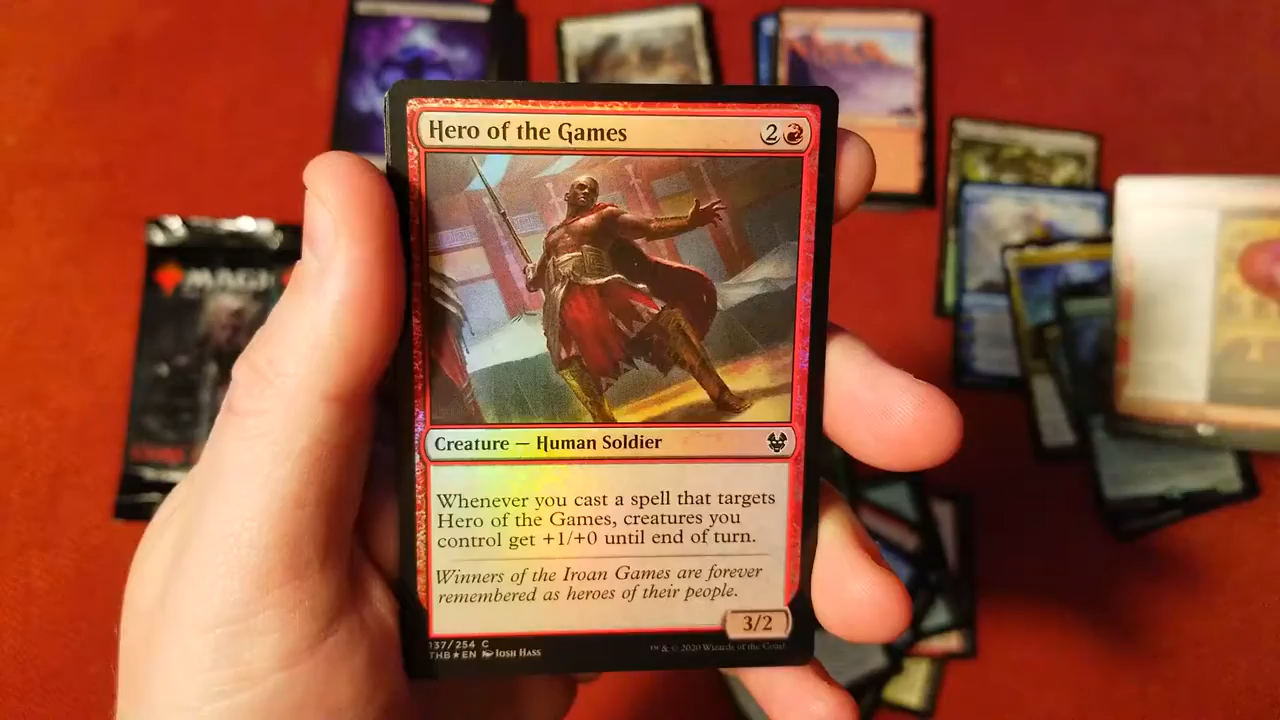 Hero of the Games 2
MAGI
Creature — Human Soldier
Whenever you cast a spell that targets
Hero of the Games, creatures you
control get +1/+0 until end of turn.
Winners of the Iroan Games are forever
remembered as heroes of their people.
3/2
137/254 C
THB★EN Josh Hass
™ & © 2020 Wizards of the Coast